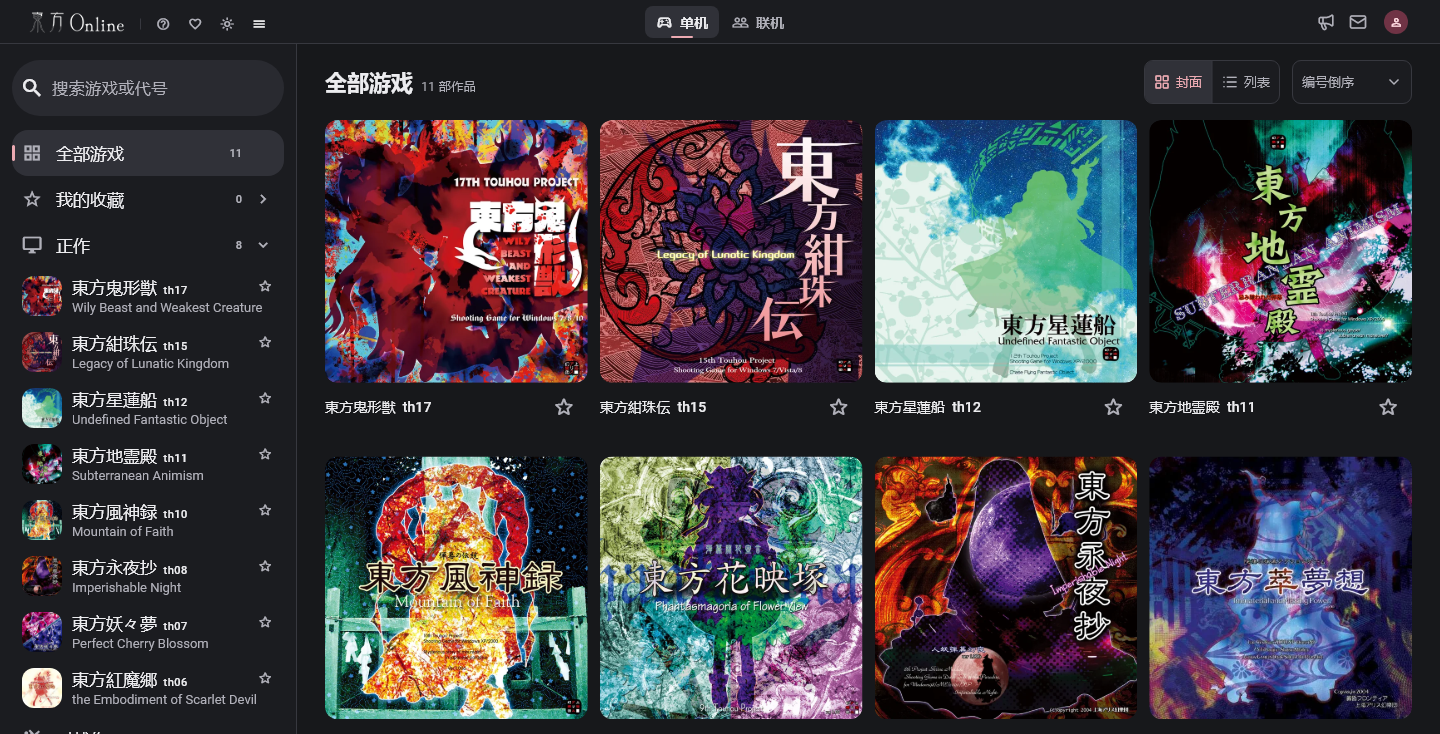 東方Online
单机
联机
搜索游戏或代号
全部游戏 11
我的收藏 0
正作 8
東方鬼形獣 th17
Wily Beast and Weakest Creature
東方紺珠伝 th15
Legacy of Lunatic Kingdom
東方星蓮船 th12
Undefined Fantastic Object
東方地霊殿 th11
Subterranean Animism
東方風神録 th10
Mountain of Faith
東方永夜抄 th08
Imperishable Night
東方妖々夢 th07
Perfect Cherry Blossom
東方紅魔郷 th06
the Embodiment of Scarlet Devil
全部游戏 11 部作品
封面
列表
编号倒序
17TH TOUHOU PROJECT
東方鬼形獣
WILY
BEAST
AND
WEAKEST
CREATURE
Shooting Game for Windows 7/8/10
東方鬼形獣 th17
東方紺珠伝
Legacy of Lunatic Kingdom
15th Touhou Project
Shooting Game for Windows 7/Vista/8
東方紺珠伝 th15
東方星蓮船
Undefined Fantastic Object
東方星蓮船 th12
東方地霊殿
SUBTERRANEAN ANIMISM
東方地霊殿 th11
東方風神録
Mountain of Faith
東方花映塚
Phantasmagoria of Flower View
東方永夜抄
Imperishable Night
東方萃夢想